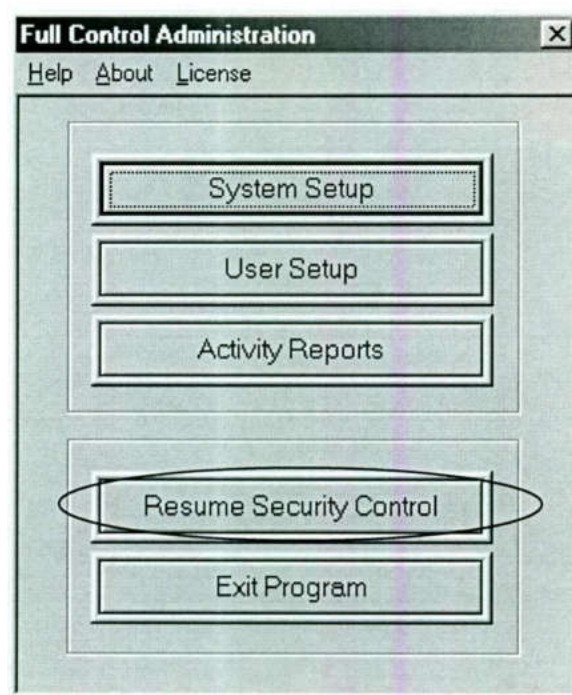 Full Control Administration
Help About License
System Setup
User Setup
Activity Reports
Resume Security Control
Exit Program